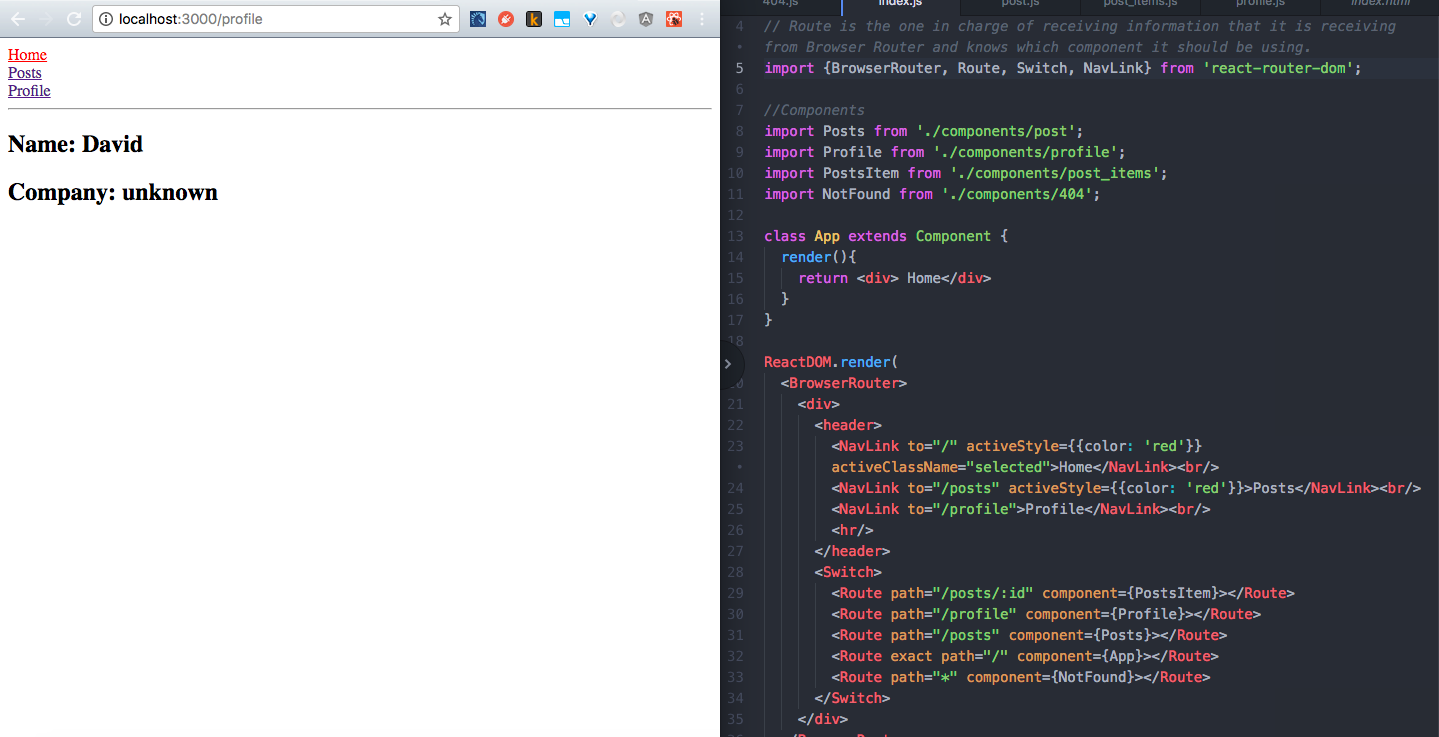 localhost:3000/profile
Home
Posts
Profile
Name: David
Company: unknown
404.js index.js post.js post_items.js profile.js index.html
4 // Route is the one in charge of receiving information that it is receiving
• from Browser Router and knows which component it should be using.
5 import {BrowserRouter, Route, Switch, NavLink} from 'react-router-dom';
6
7 //Components
8 import Posts from './components/post';
9 import Profile from './components/profile';
10 import PostsItem from './components/post_items';
11 import NotFound from './components/404';
12
13 class App extends Component {
14 render(){
15 return <div> Home</div>
16 }
17 }
18
ReactDOM.render(
<BrowserRouter>
21 <div>
22 <header>
23 <NavLink to="/" activeStyle={{color: 'red'}}
• activeClassName="selected">Home</NavLink><br/>
24 <NavLink to="/posts" activeStyle={{color: 'red'}}>Posts</NavLink><br/>
25 <NavLink to="/profile">Profile</NavLink><br/>
26 <hr/>
27 </header>
28 <Switch>
29 <Route path="/posts/:id" component={PostsItem}></Route>
30 <Route path="/profile" component={Profile}></Route>
31 <Route path="/posts" component={Posts}></Route>
32 <Route exact path="/" component={App}></Route>
33 <Route path="*" component={NotFound}></Route>
34 </Switch>
35 </div>